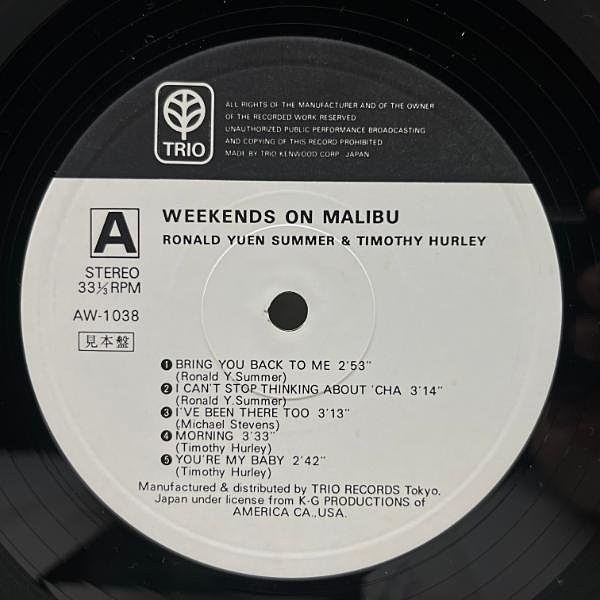 TRIO
ALL RIGHTS OF THE MANUFACTURER AND OF THE OWNER
OF THE RECORDED WORK RESERVED
UNAUTHORIZED PUBLIC PERFORMANCE BROADCASTING
AND COPYING OF THIS RECORD PROHIBITED
MADE BY TRIO KENWOOD CORP. JAPAN
A
WEEKENDS ON MALIBU
RONALD YUEN SUMMER & TIMOTHY HURLEY
STEREO
33⅓RPM
AW-1038
見本盤
❶ BRING YOU BACK TO ME 2'53"
(Ronald Y.Summer)
❷ I CAN'T STOP THINKING ABOUT 'CHA 3'14"
(Ronald Y.Summer)
❸ I'VE BEEN THERE TOO 3'13"
(Michael Stevens)
❹ MORNING 3'33"
(Timothy Hurley)
❺ YOU'RE MY BABY 2'42"
(Timothy Hurley)
Manufactured & distributed by TRIO RECORDS Tokyo.
Japan under license from K-G PRODUCTIONS of
AMERICA CA.,USA.